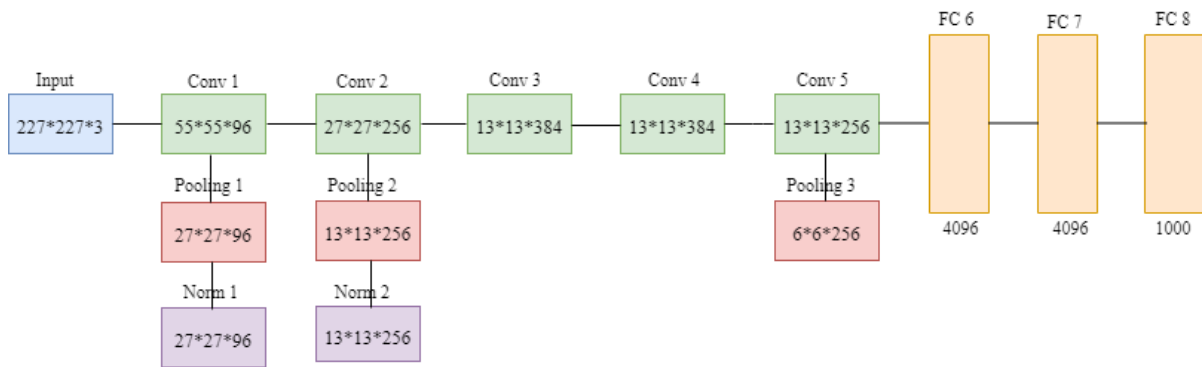 FC 6
FC 7
FC 8
Input
Conv 1
Conv 2
Conv 3
Conv 4
Conv 5
227*227*3
55*55*96
27*27*256
13*13*384
13*13*384
13*13*256
Pooling 1
Pooling 2
Pooling 3
27*27*96
13*13*256
6*6*256
4096
4096
1000
Norm 1
Norm 2
27*27*96
13*13*256